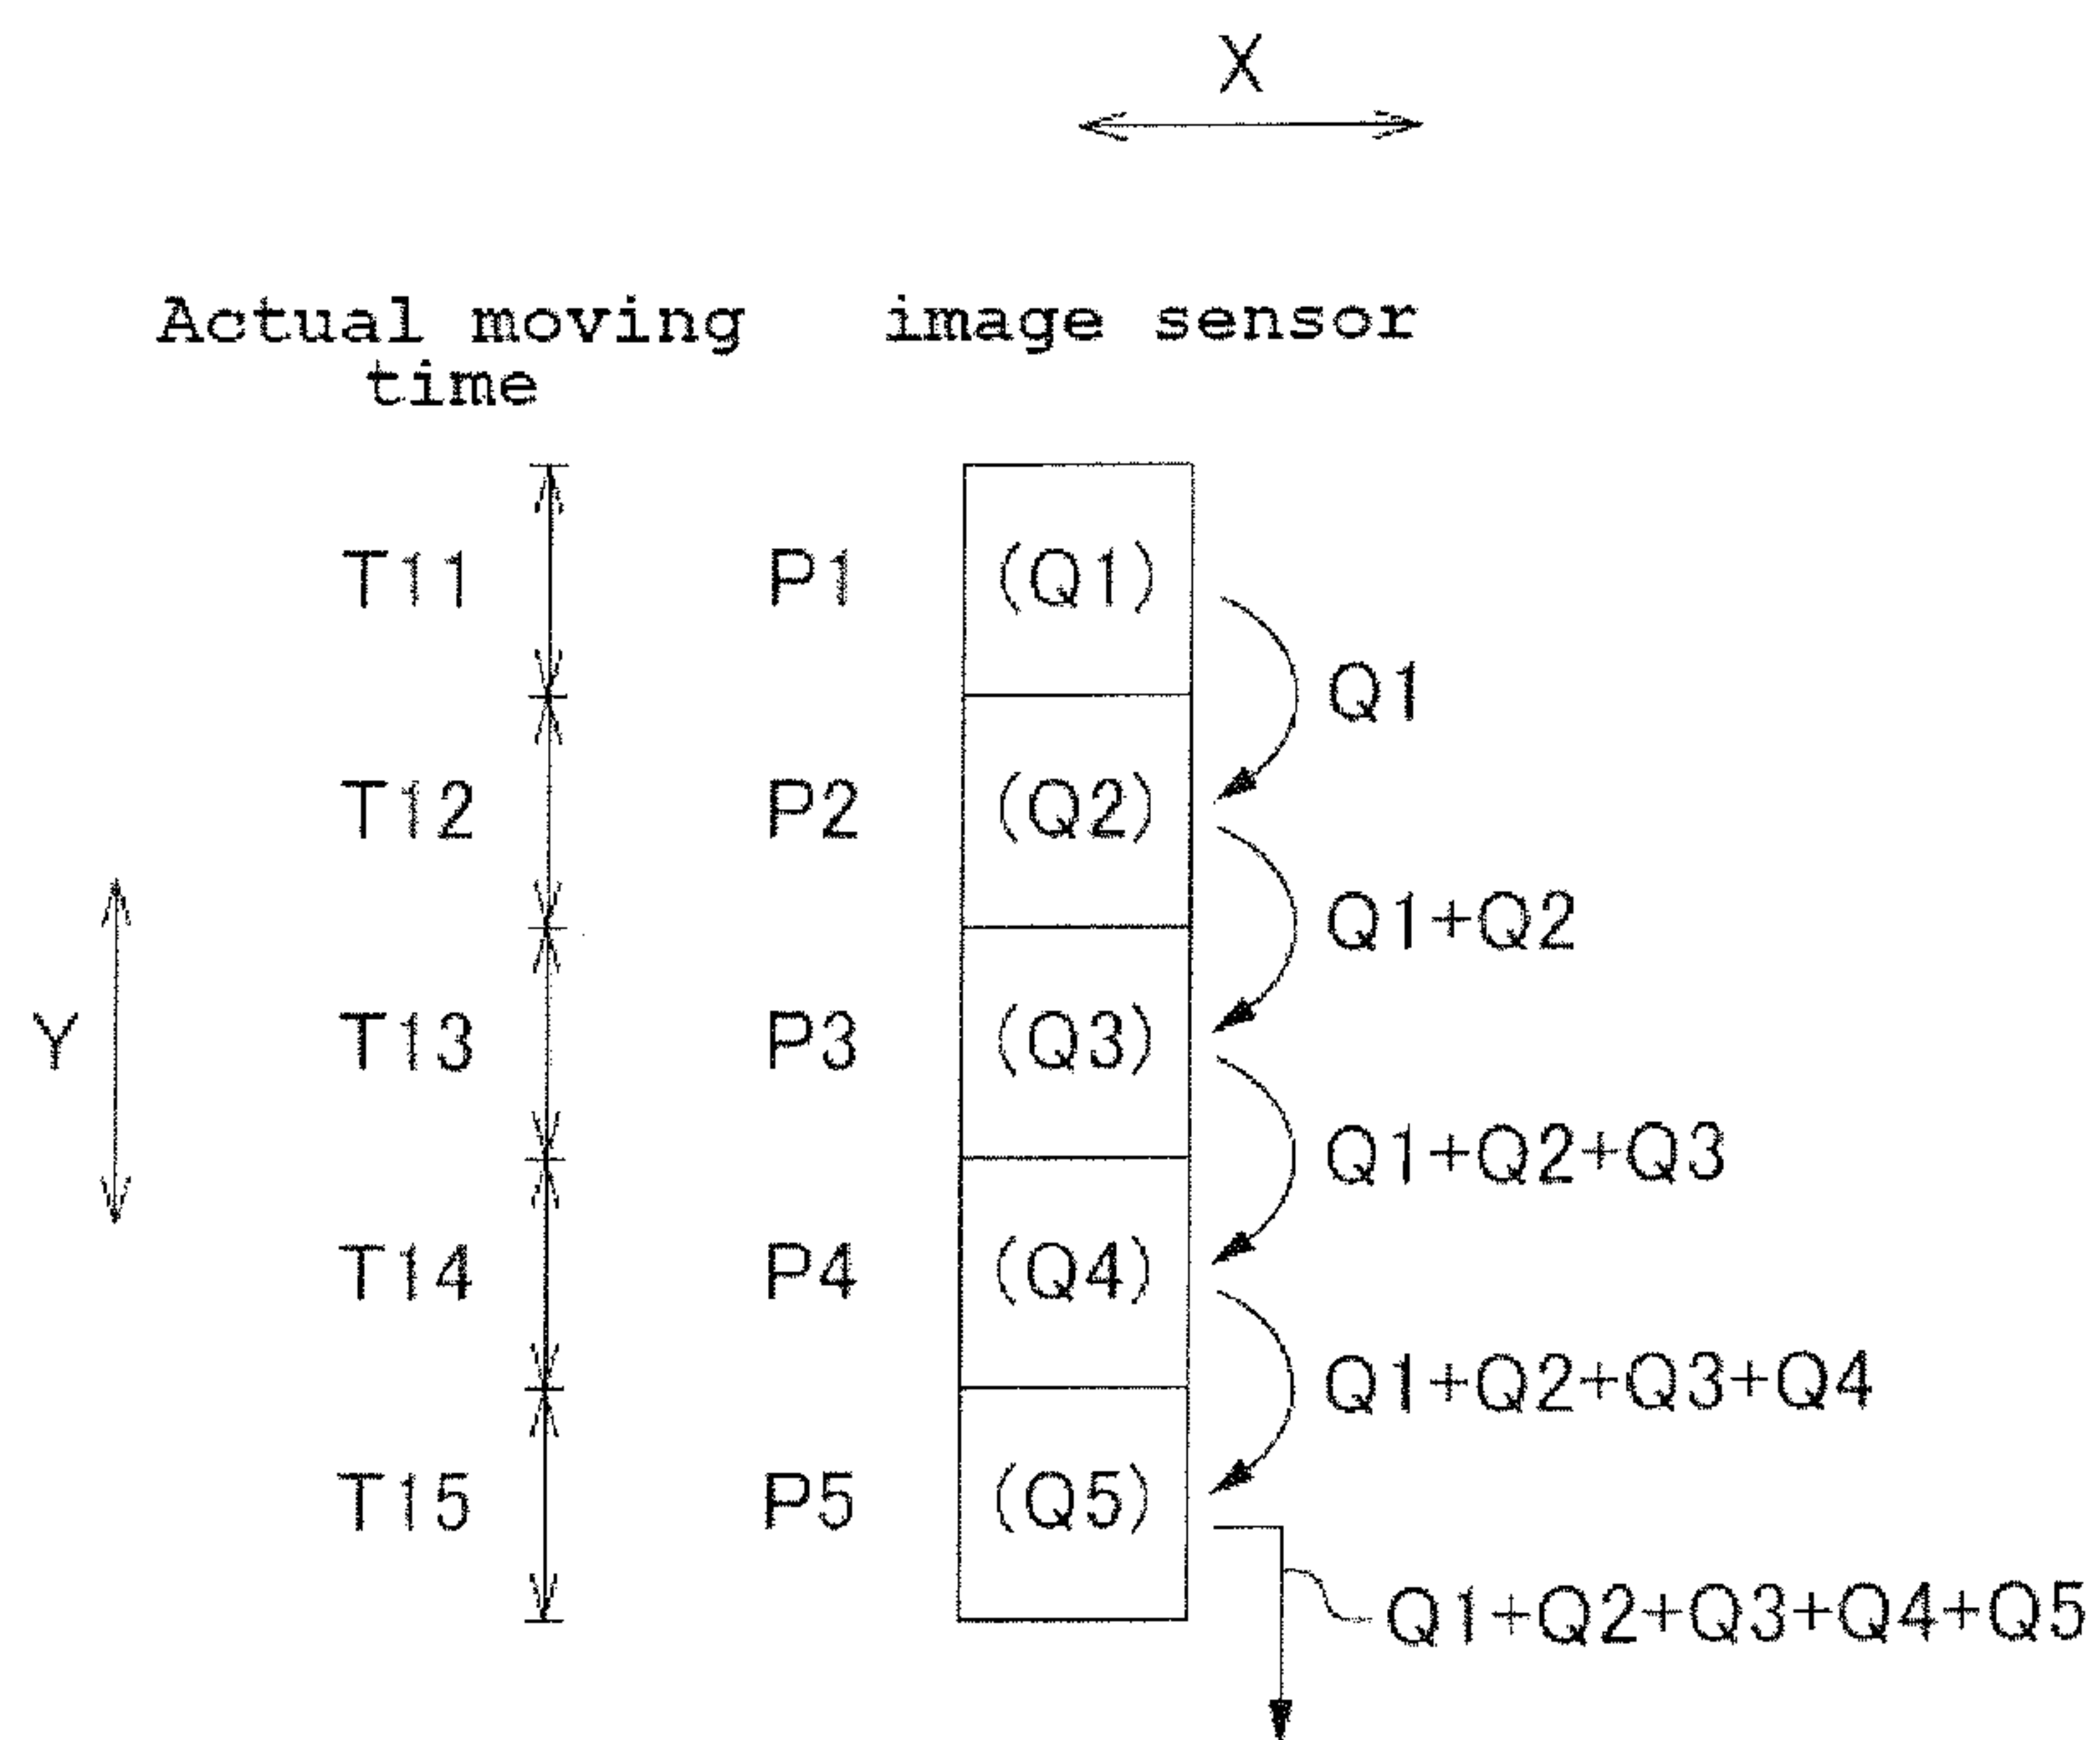 X
Actual moving time
image sensor
T11 P1 (Q1)
Q1
T12 P2 (Q2)
Q1+Q2
Y T13 P3 (Q3)
Q1+Q2+Q3
T14 P4 (Q4)
Q1+Q2+Q3+Q4
T15 P5 (Q5)
Q1+Q2+Q3+Q4+Q5